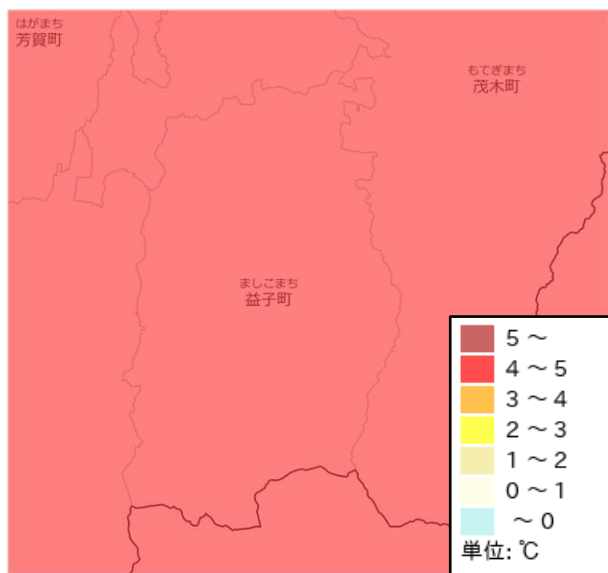 はがまち
芳賀町
もてぎまち
茂木町
ましこまち
益子町
5～
4～5
3～4
2～3
1～2
0～1
～0
単位: ℃